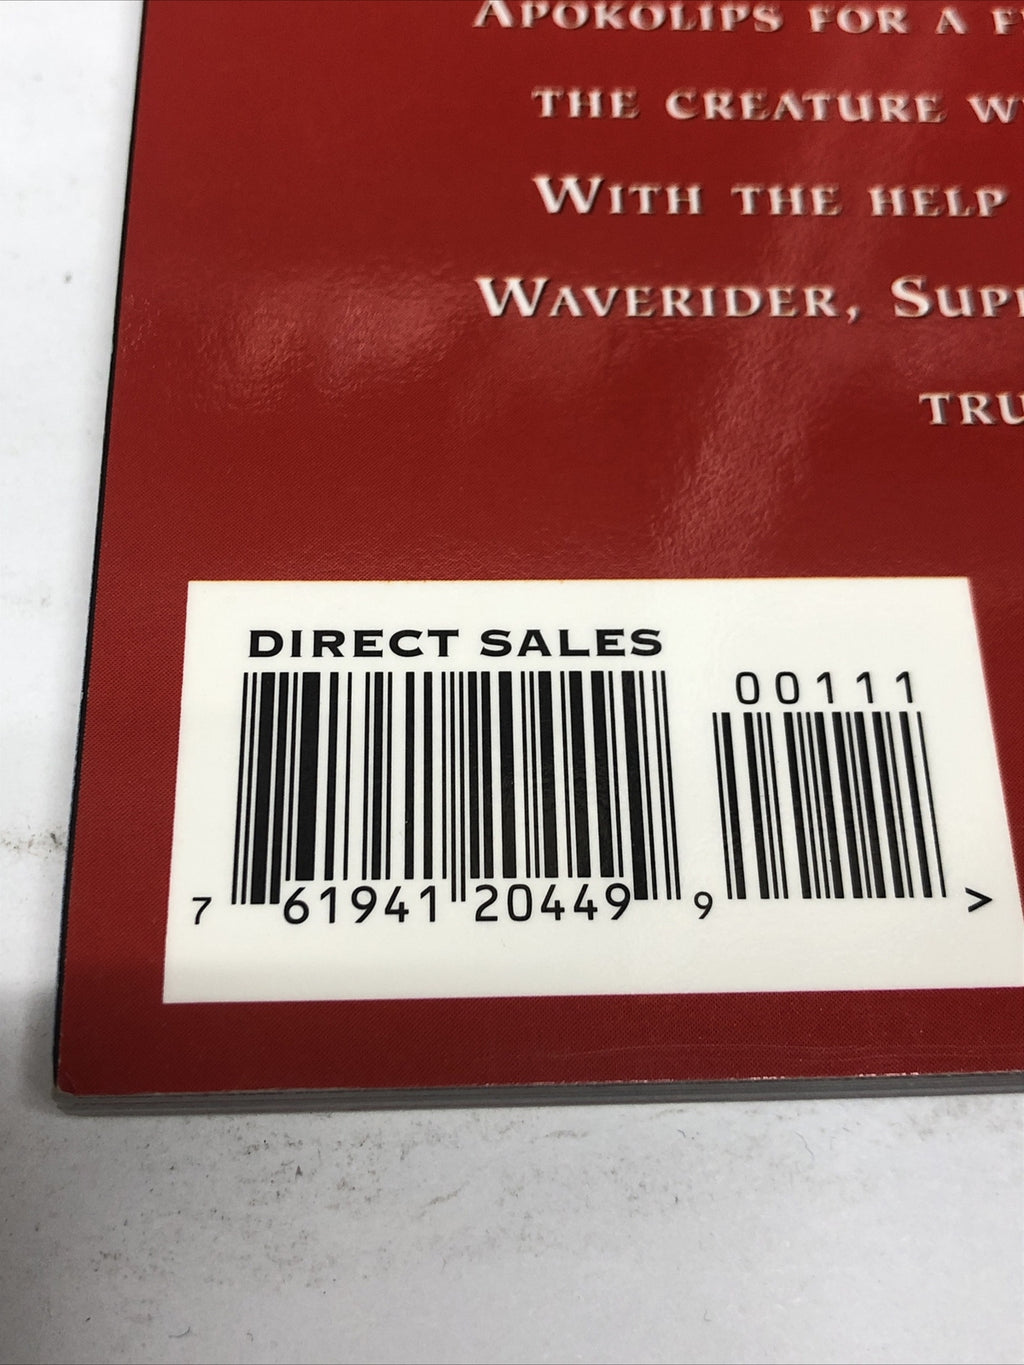 APOKOLIPS FOR A
THE CREATURE
WITH THE HELP
WAVERIDER,
DIRECT SALES
00111
7 61941 20449 9 >